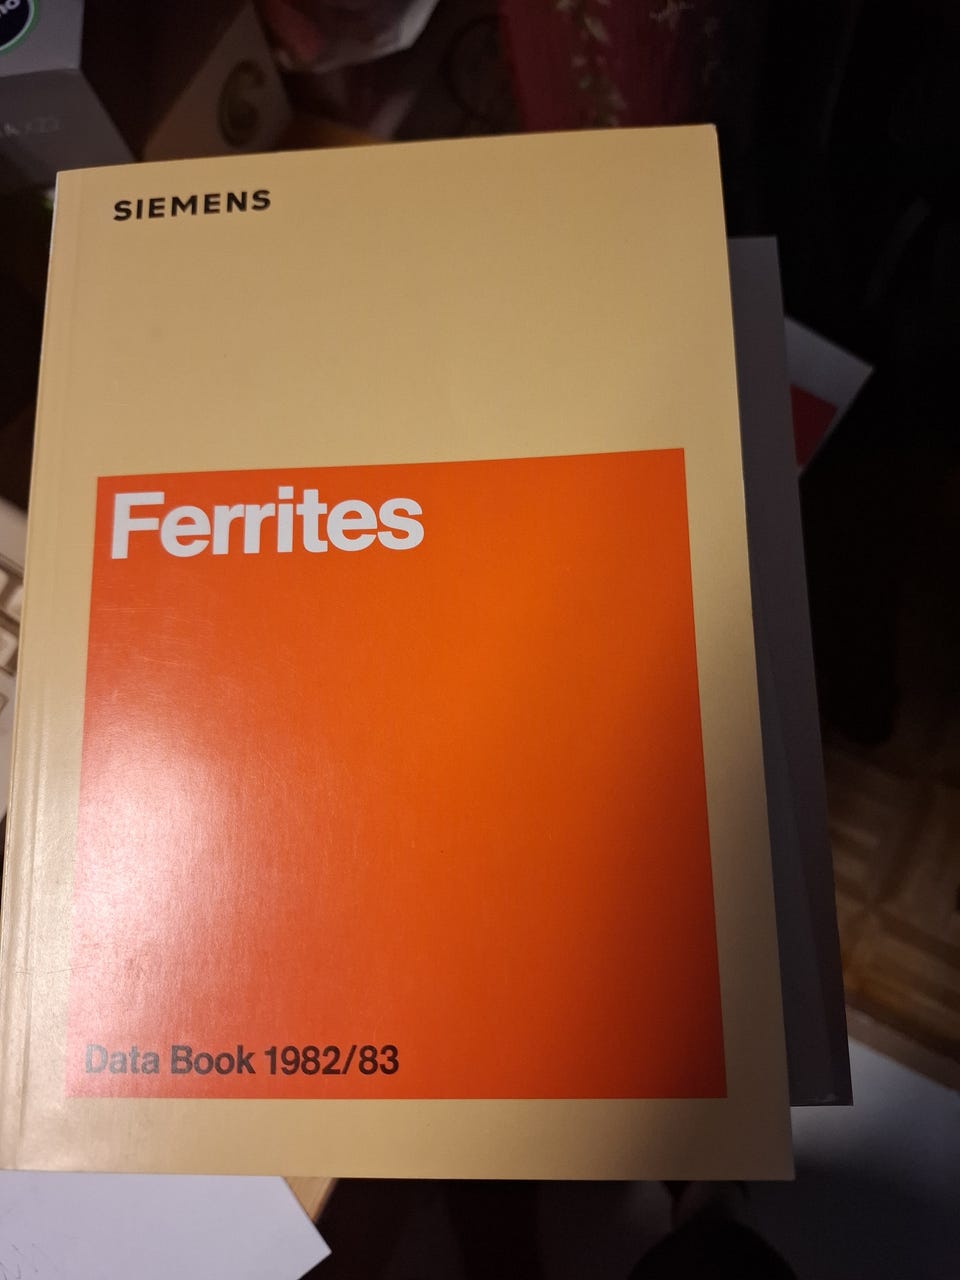 SIEMENS
Ferrites
Data Book 1982/83